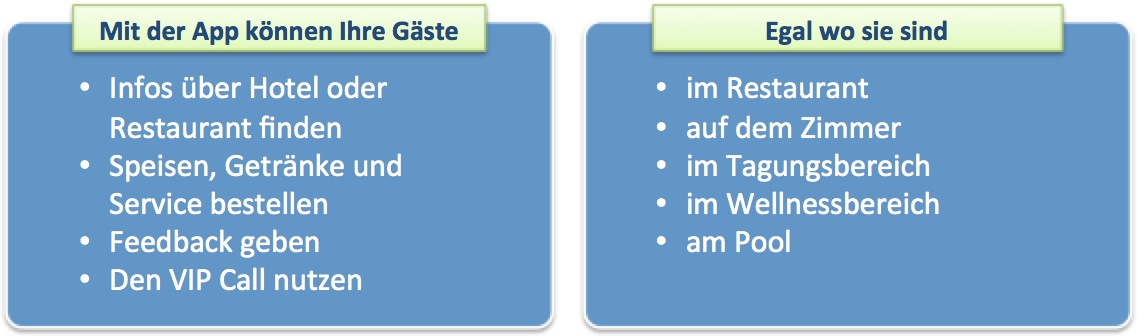 Mit der App können Ihre Gäste
• Infos über Hotel oder
Restaurant finden
• Speisen, Getränke und
Service bestellen
• Feedback geben
• Den VIP Call nutzen
Egal wo sie sind
• im Restaurant
• auf dem Zimmer
• im Tagungsbereich
• im Wellnessbereich
• am Pool